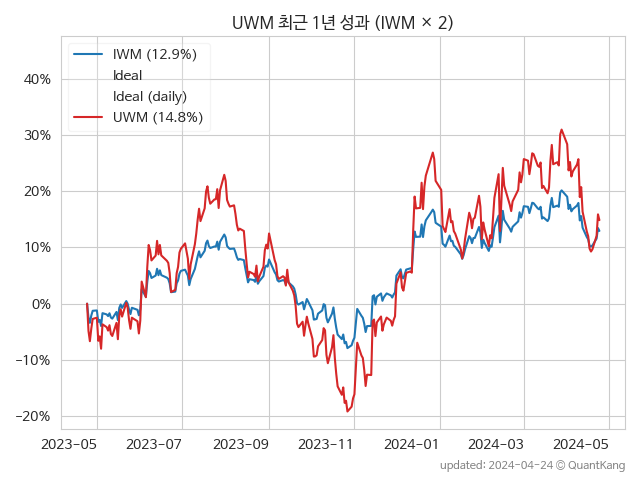 UWM 최근 1년 성과 (IWM × 2)
IWM (12.9%)
Ideal
Ideal (daily)
UWM (14.8%)
40%
30%
20%
10%
0%
−10%
−20%
2023-05 2023-07 2023-09 2023-11 2024-01 2024-03 2024-05
updated: 2024-04-24 © QuantKang